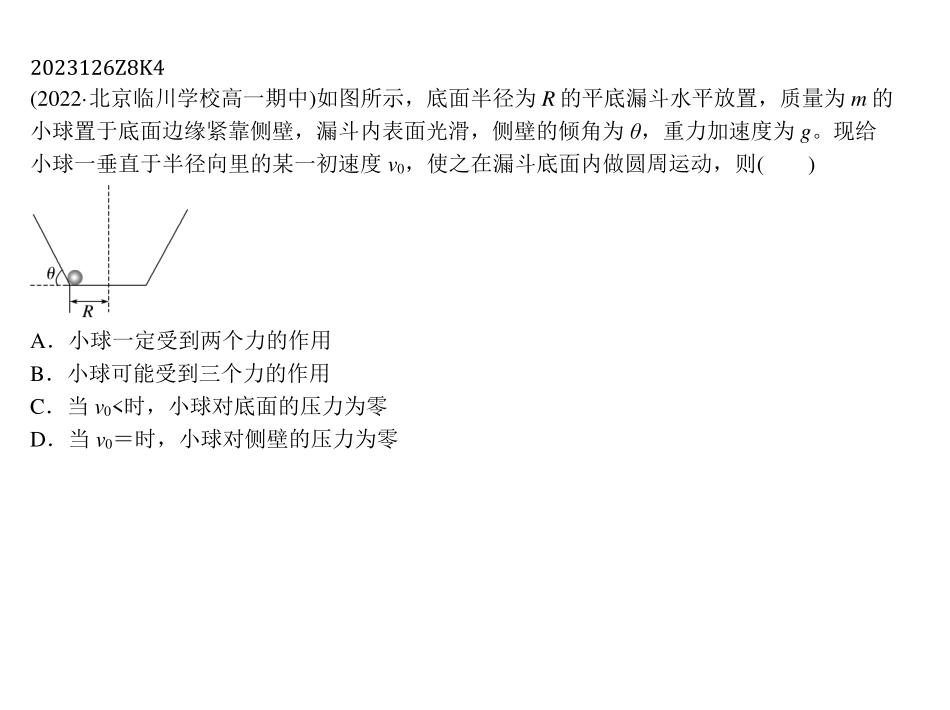 2023126Z8K4
(2022·北京临川学校高一期中)如图所示，底面半径为 R 的平底漏斗水平放置，质量为 m 的
小球置于底面边缘紧靠侧壁，漏斗内表面光滑，侧壁的倾角为 θ，重力加速度为 g。现给
小球一垂直于半径向里的某一初速度 v₀，使之在漏斗底面内做圆周运动，则(　　)
θ
R
A．小球一定受到两个力的作用
B．小球可能受到三个力的作用
C．当 v₀<时，小球对底面的压力为零
D．当 v₀＝时，小球对侧壁的压力为零